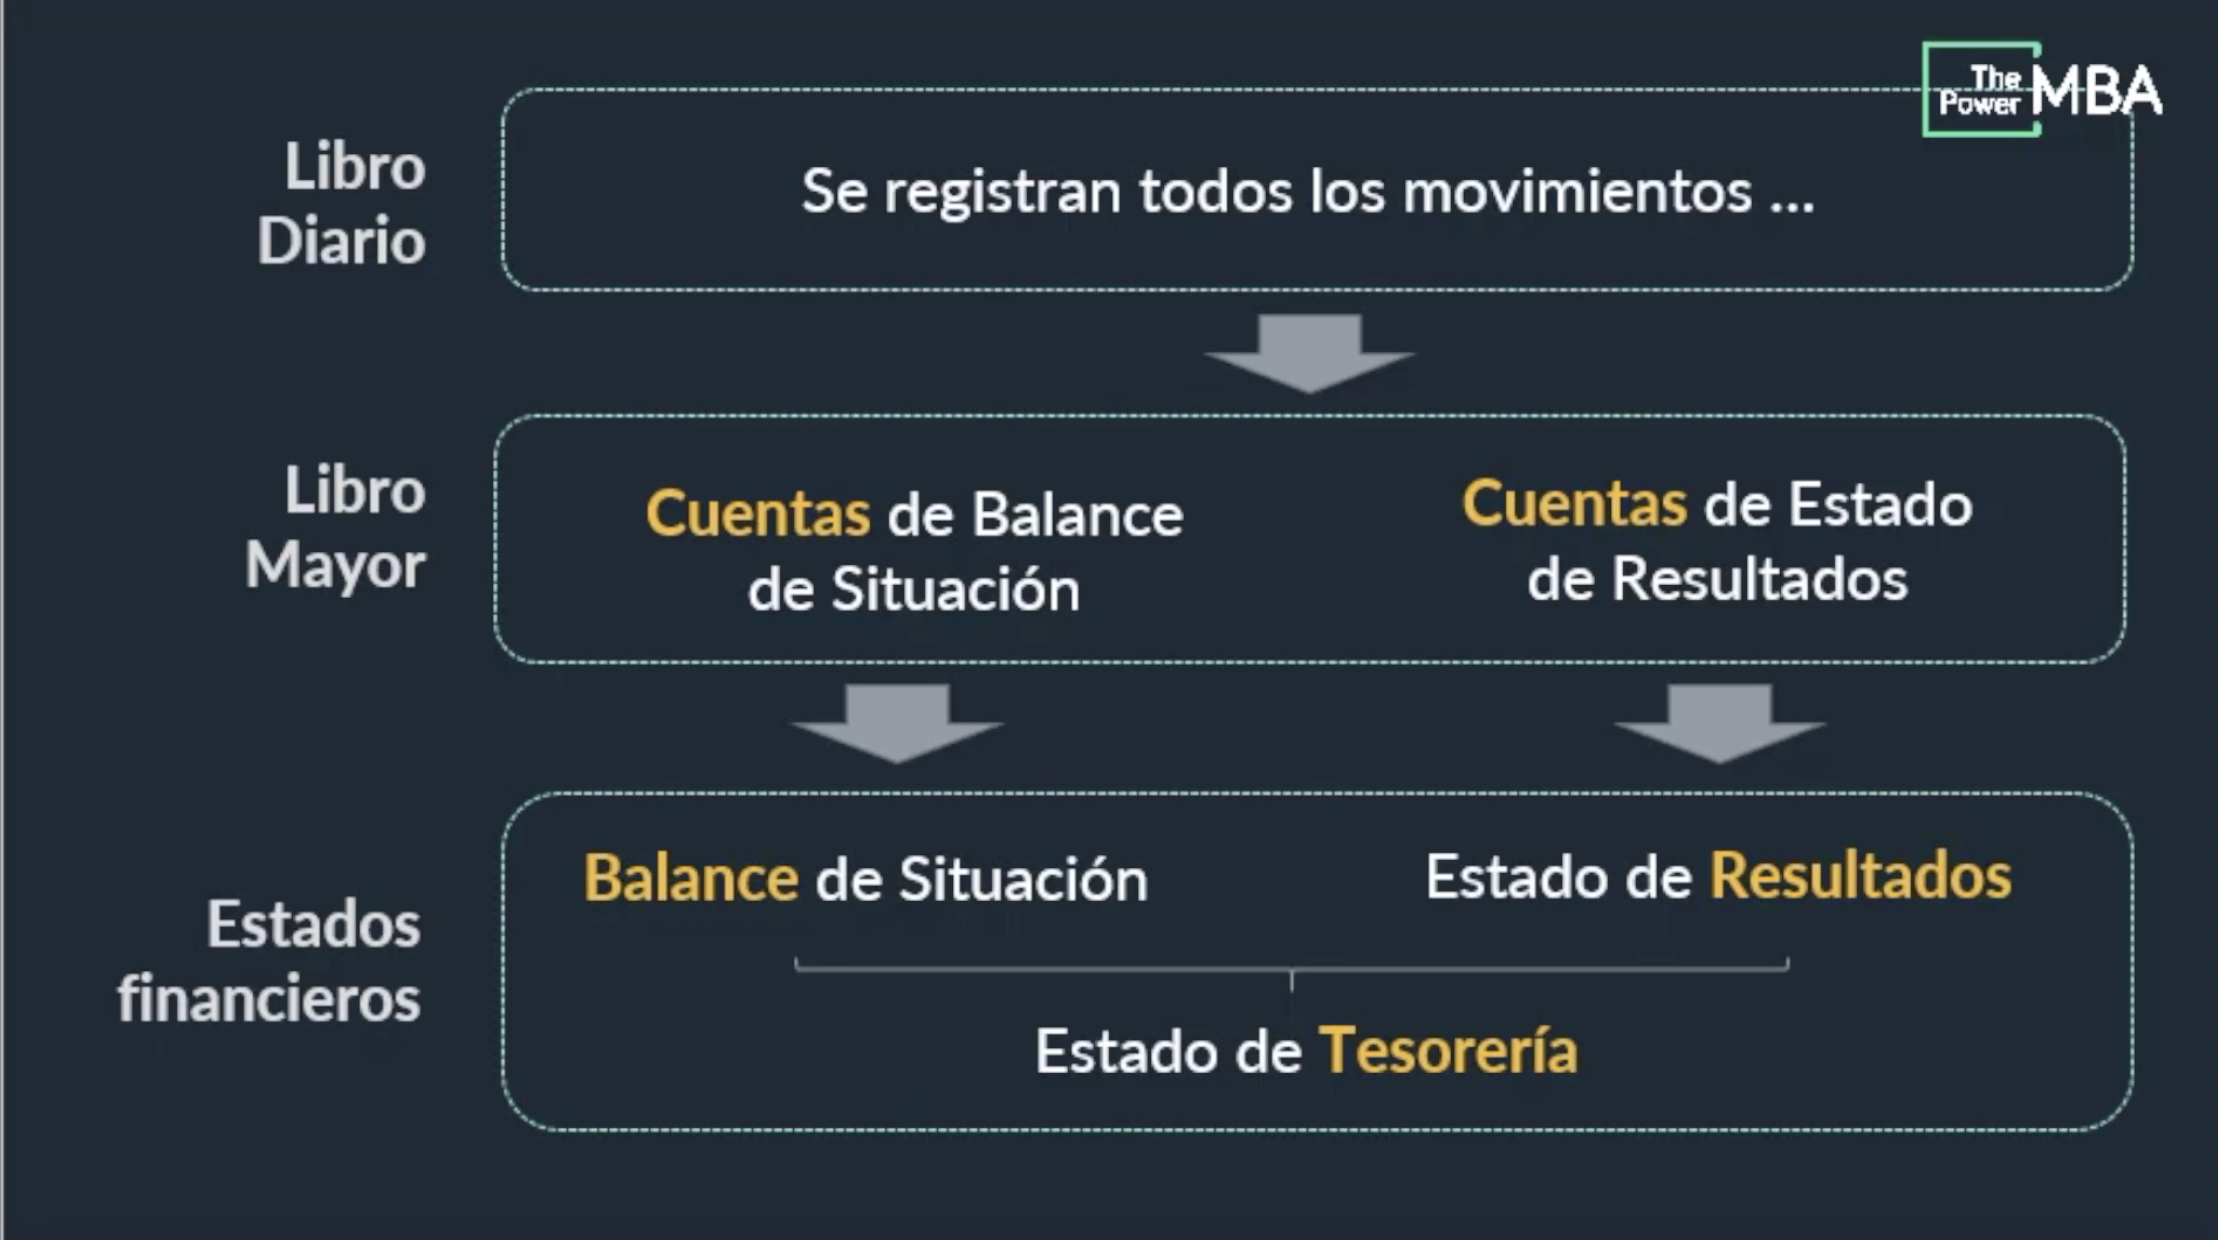 The
Power MBA
Libro
Diario
Se registran todos los movimientos ...
Libro
Mayor
Cuentas de Balance
de Situación
Cuentas de Estado
de Resultados
Estados
financieros
Balance de Situación
Estado de Resultados
Estado de Tesorería